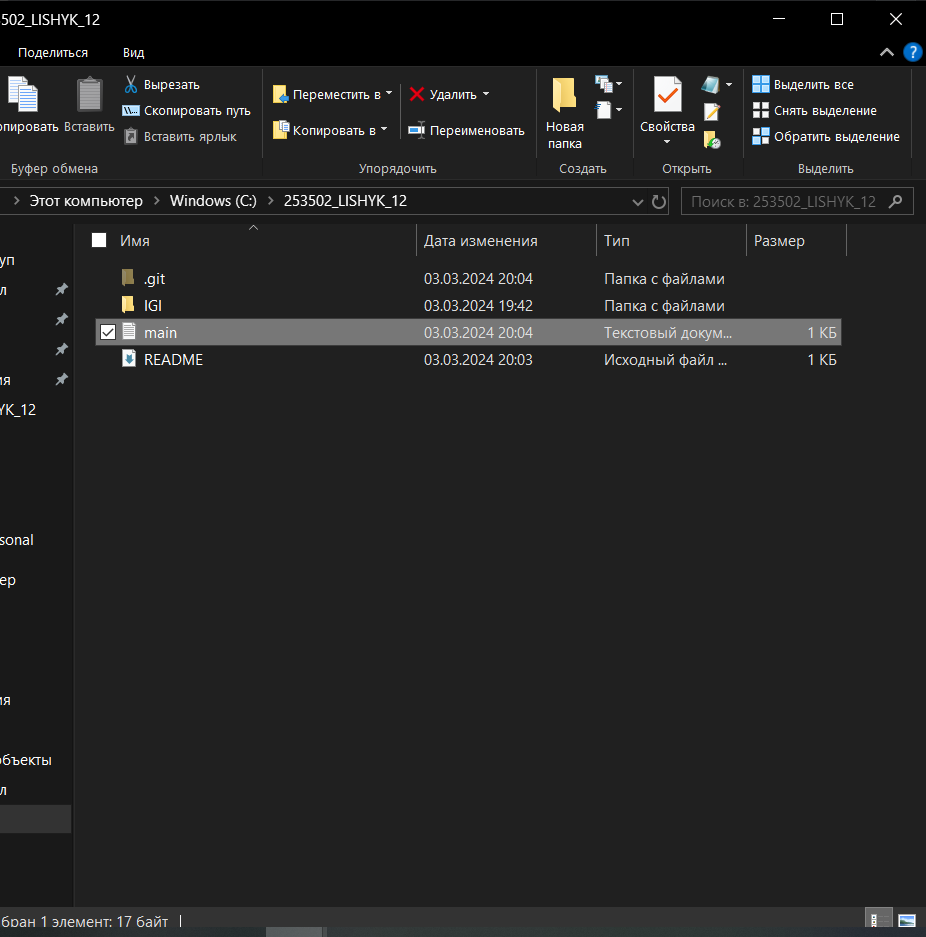 502_LISHYK_12
Поделиться Вид
?
Вырезать
Скопировать путь
Вставить ярлык
опировать Вставить
Буфер обмена
Переместить в
Копировать в
Удалить
Переименовать
Упорядочить
Новая
папка
Создать
Свойства
Открыть
Выделить все
Снять выделение
Обратить выделение
Выделить
Этот компьютер Windows (C:) 253502_LISHYK_12
Поиск в: 253502_LISHYK_12
Имя Дата изменения Тип Размер
.git 03.03.2024 20:04 Папка с файлами
IGI 03.03.2024 19:42 Папка с файлами
main 03.03.2024 20:04 Текстовый докум... 1 КБ
README 03.03.2024 20:03 Исходный файл ... 1 КБ
уп
л
ия
YK_12
sonal
ер
ия
объекты
л
бран 1 элемент: 17 байт